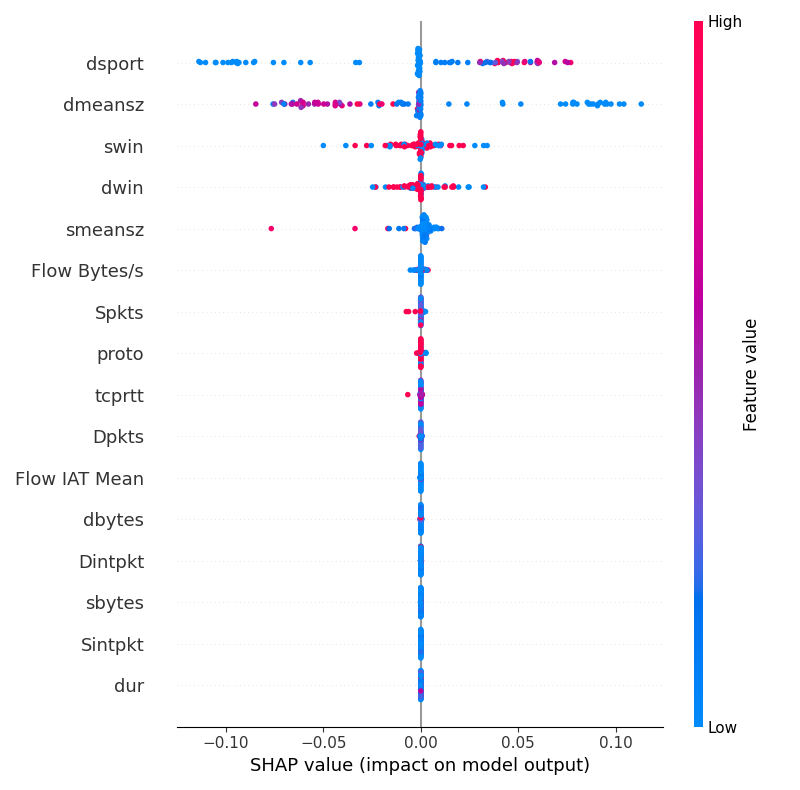 High
dsport
dmeansz
swin
dwin
smeansz
Flow Bytes/s
Spkts
proto
tcprtt
Dpkts
Flow IAT Mean
dbytes
Dintpkt
sbytes
Sintpkt
dur
Feature value
Low
−0.10 −0.05 0.00 0.05 0.10
SHAP value (impact on model output)